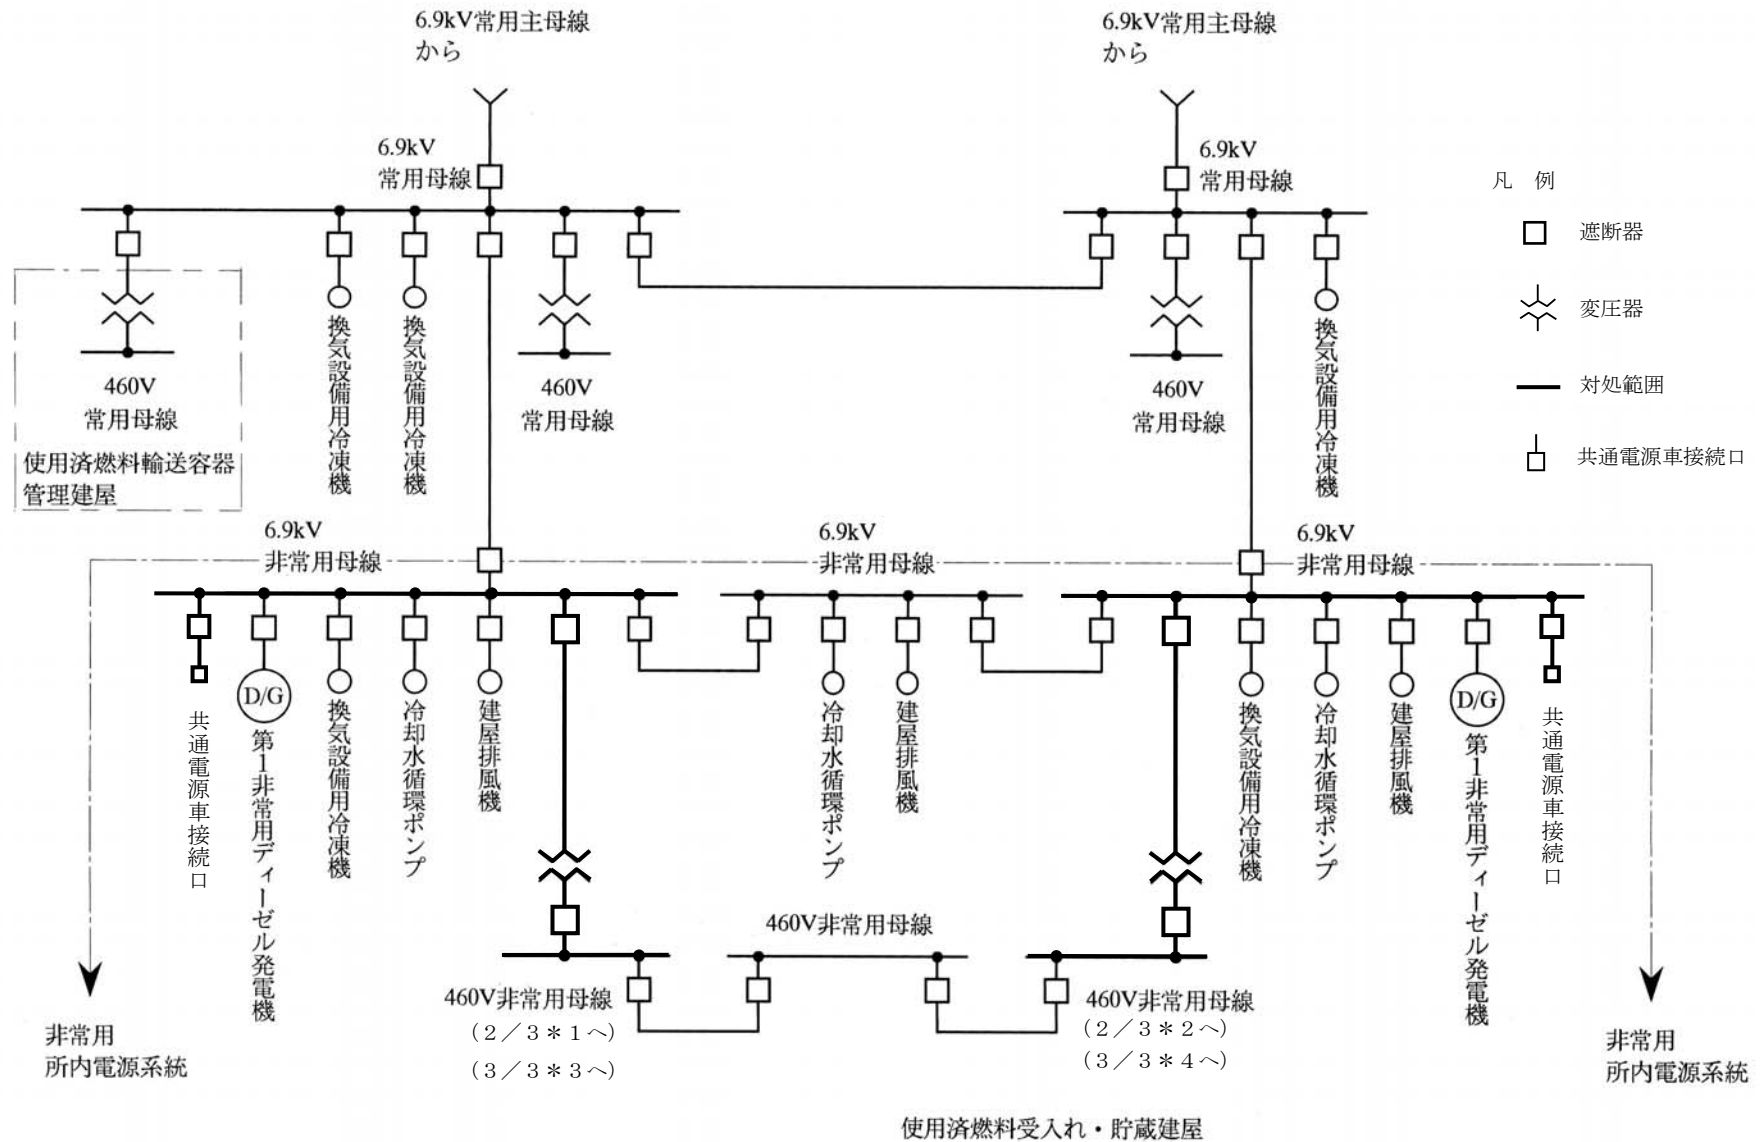 6.9kV常用主母線
から
6.9kV常用主母線
から
6.9kV
常用母線
6.9kV
常用母線
凡　例
遮断器
変圧器
対処範囲
共通電源車接続口
460V
常用母線
使用済燃料輸送容器
管理建屋
換気設備用冷凍機
換気設備用冷凍機
460V
常用母線
460V
常用母線
換気設備用冷凍機
6.9kV
非常用母線
6.9kV
非常用母線
6.9kV
非常用母線
共通電源車接続口
D/G
第1非常用ディーゼル発電機
換気設備用冷凍機
冷却水循環ポンプ
建屋排風機
冷却水循環ポンプ
建屋排風機
換気設備用冷凍機
冷却水循環ポンプ
建屋排風機
D/G
第1非常用ディーゼル発電機
共通電源車接続口
460V非常用母線
460V非常用母線
（2／3＊1へ）
（3／3＊3へ）
460V非常用母線
（2／3＊2へ）
（3／3＊4へ）
非常用
所内電源系統
非常用
所内電源系統
使用済燃料受入れ・貯蔵建屋